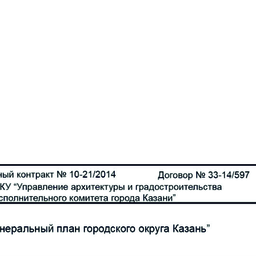 ный контракт № 10-21/2014 Договор № 33-14/597
КУ "Управление архитектуры и градостроительства
сполнительного комитета города Казани"
неральный план городского округа Казань"